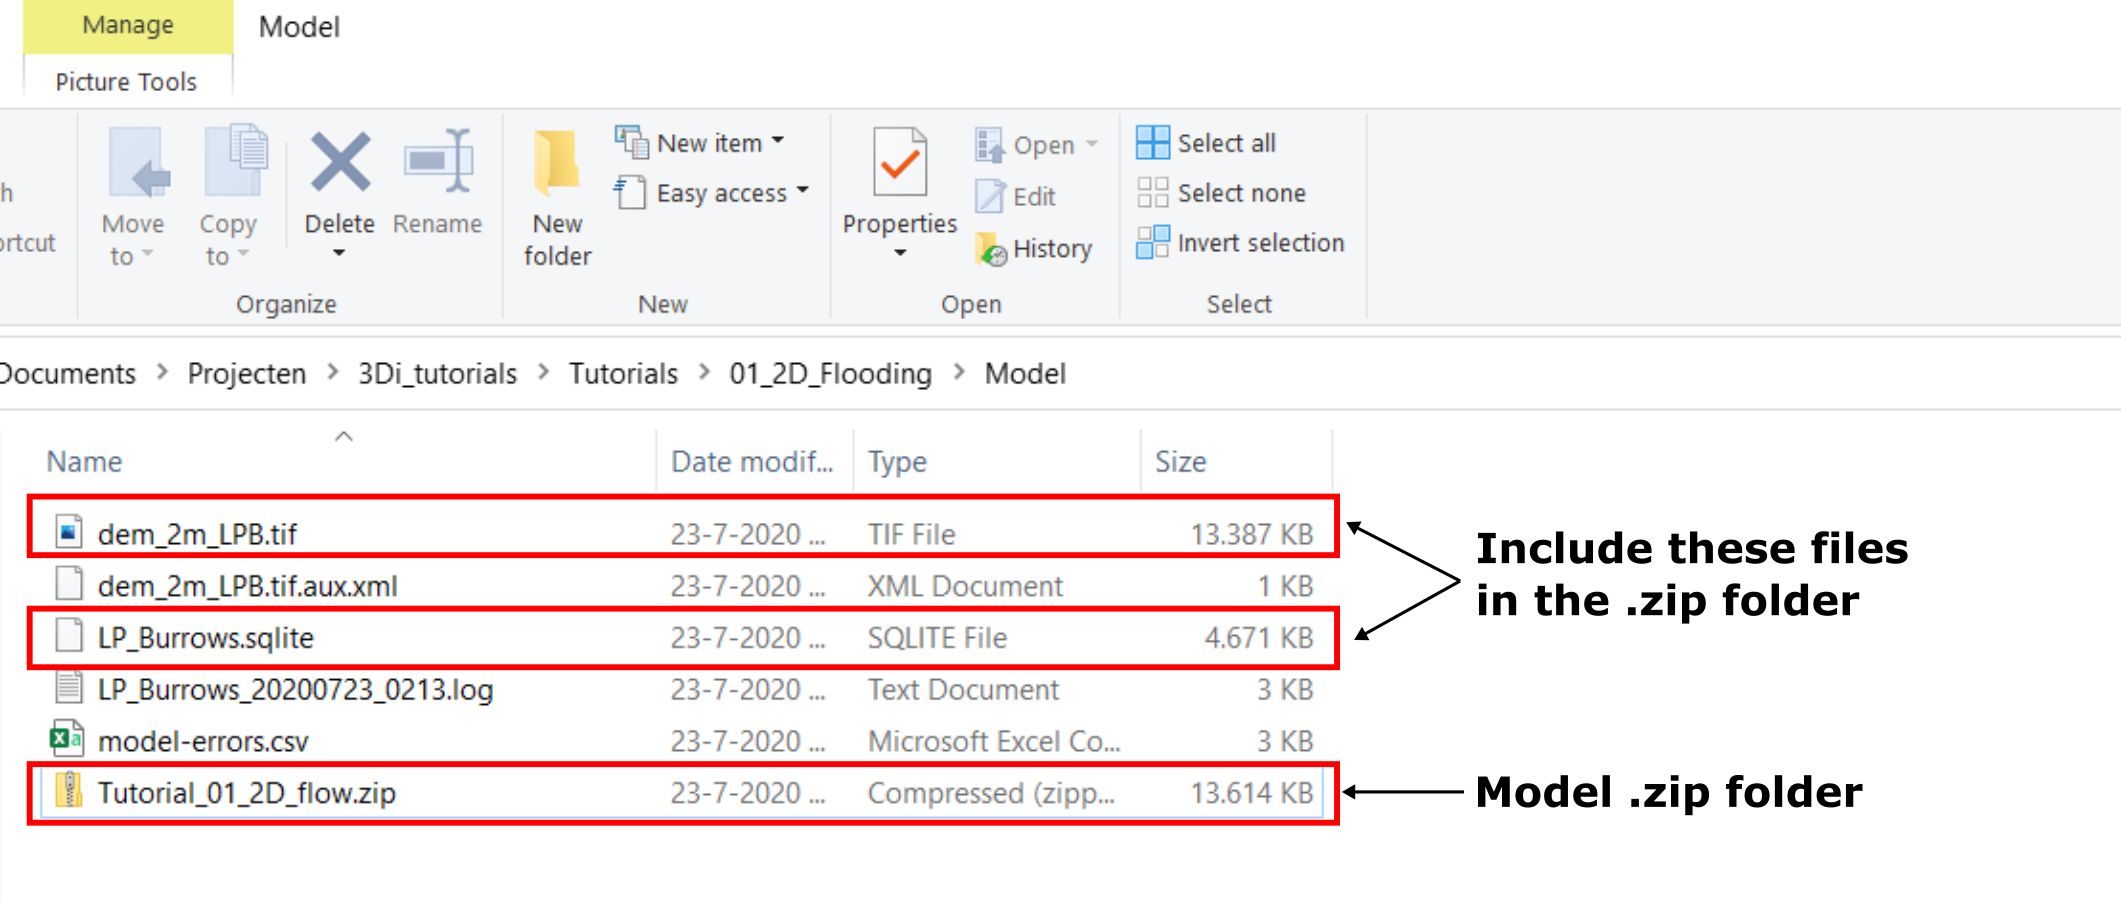 Manage
Model
Picture Tools
h
ortcut
Move
to
Copy
to
Delete
Rename
Organize
New
folder
New item
Easy access
New
Properties
Open
Edit
History
Open
Select all
Select none
Invert selection
Select
Documents > Projecten > 3Di_tutorials > Tutorials > 01_2D_Flooding > Model
Name Date modif... Type Size
dem_2m_LPB.tif 23-7-2020 ... TIF File 13.387 KB
dem_2m_LPB.tif.aux.xml 23-7-2020 ... XML Document 1 KB
LP_Burrows.sqlite 23-7-2020 ... SQLITE File 4.671 KB
LP_Burrows_20200723_0213.log 23-7-2020 ... Text Document 3 KB
model-errors.csv 23-7-2020 ... Microsoft Excel Co... 3 KB
Tutorial_01_2D_flow.zip 23-7-2020 ... Compressed (zipp... 13.614 KB
Include these files
in the .zip folder
Model .zip folder